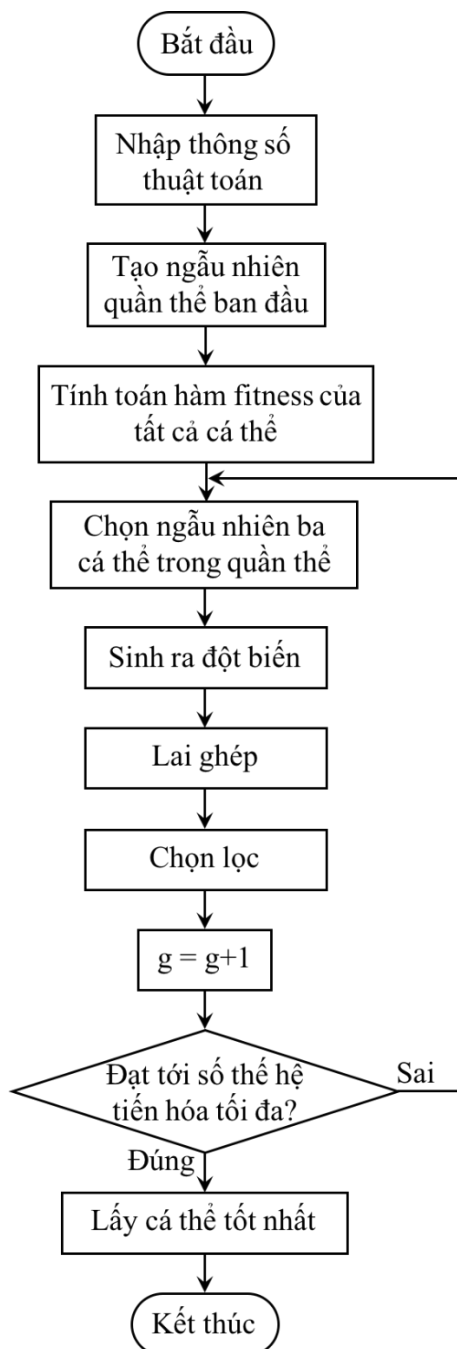 Bắt đầu
Nhập thông số
thuật toán
Tạo ngẫu nhiên
quần thể ban đầu
Tính toán hàm fitness của
tất cả cá thể
Chọn ngẫu nhiên ba
cá thể trong quần thể
Sinh ra đột biến
Lai ghép
Chọn lọc
g = g+1
Đạt tới số thế hệ
tiến hóa tối đa?
Sai
Đúng
Lấy cá thể tốt nhất
Kết thúc